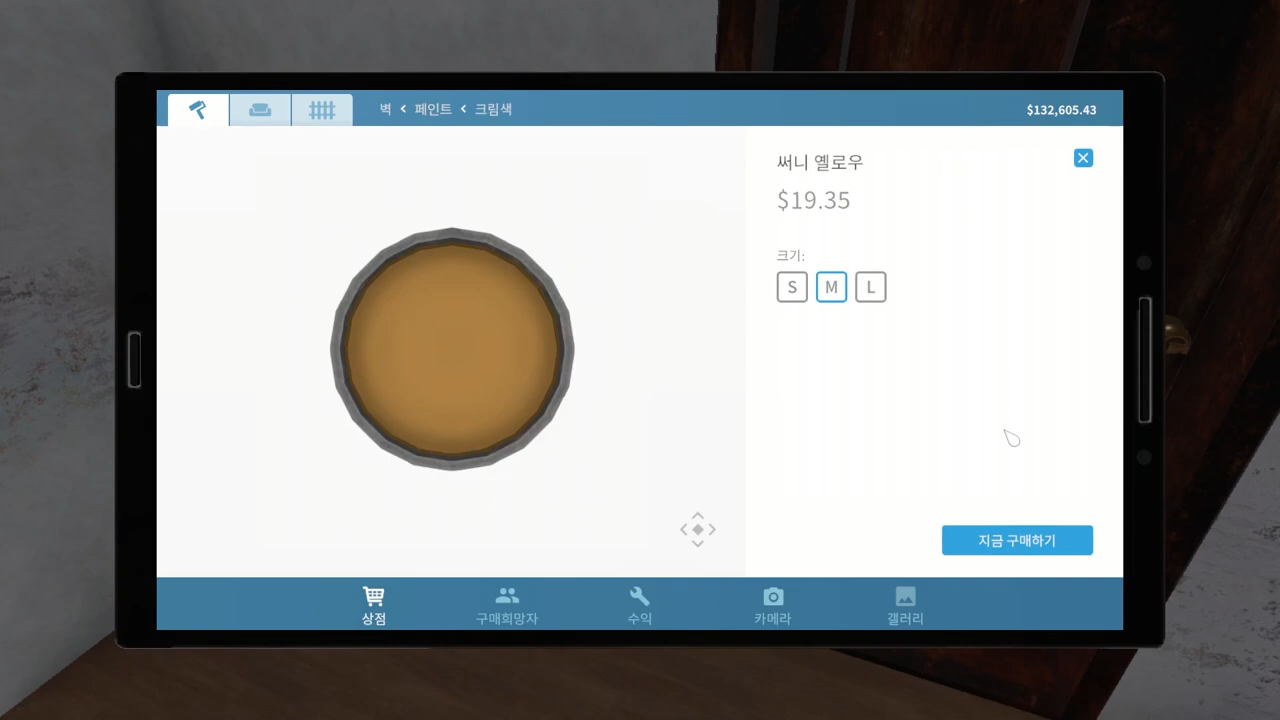 벽 < 페인트 < 크림색
$132,605.43
써니 옐로우
$19.35
크기:
S M L
지금 구매하기
상점
구매희망자
수익
카메라
갤러리